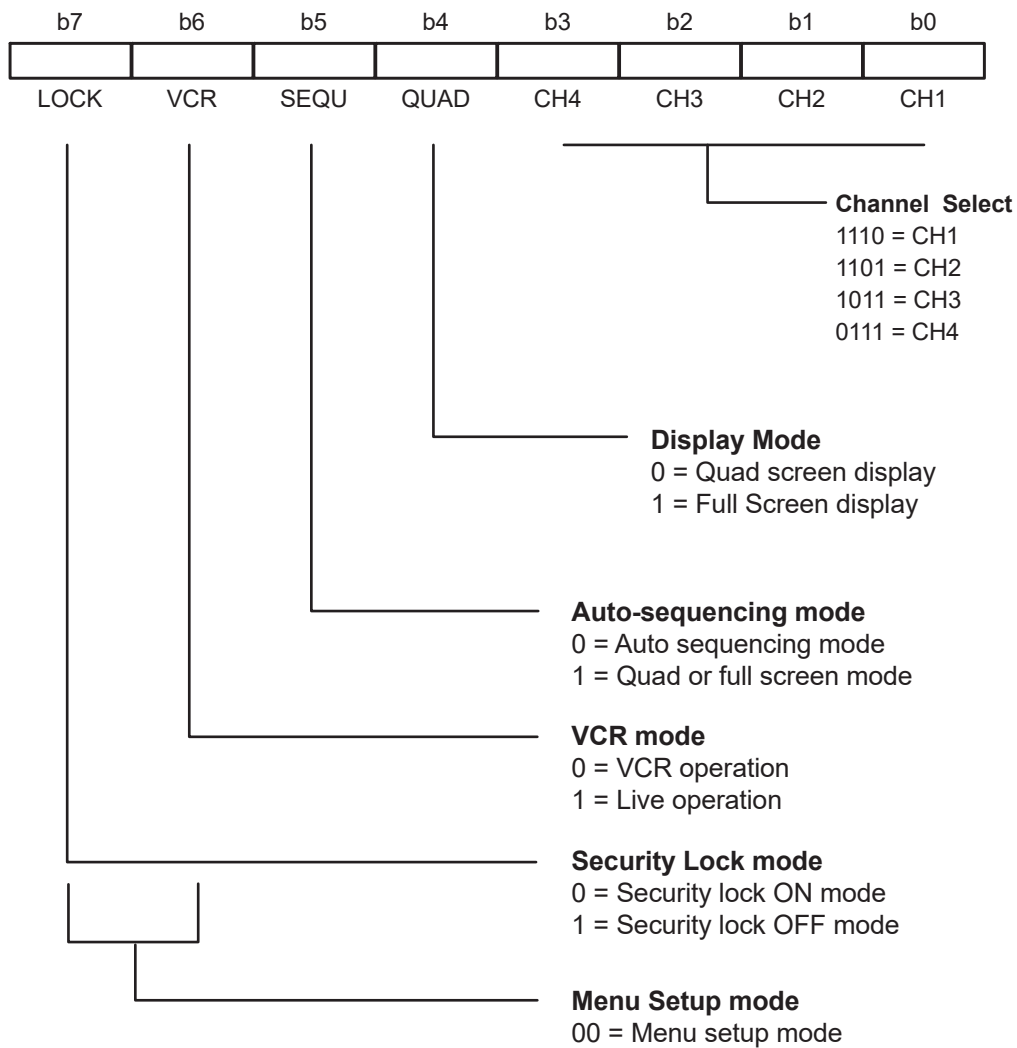 b7 b6 b5 b4 b3 b2 b1 b0
LOCK VCR SEQU QUAD CH4 CH3 CH2 CH1
Channel Select
1110 = CH1
1101 = CH2
1011 = CH3
0111 = CH4
Display Mode
0 = Quad screen display
1 = Full Screen display
Auto-sequencing mode
0 = Auto sequencing mode
1 = Quad or full screen mode
VCR mode
0 = VCR operation
1 = Live operation
Security Lock mode
0 = Security lock ON mode
1 = Security lock OFF mode
Menu Setup mode
00 = Menu setup mode